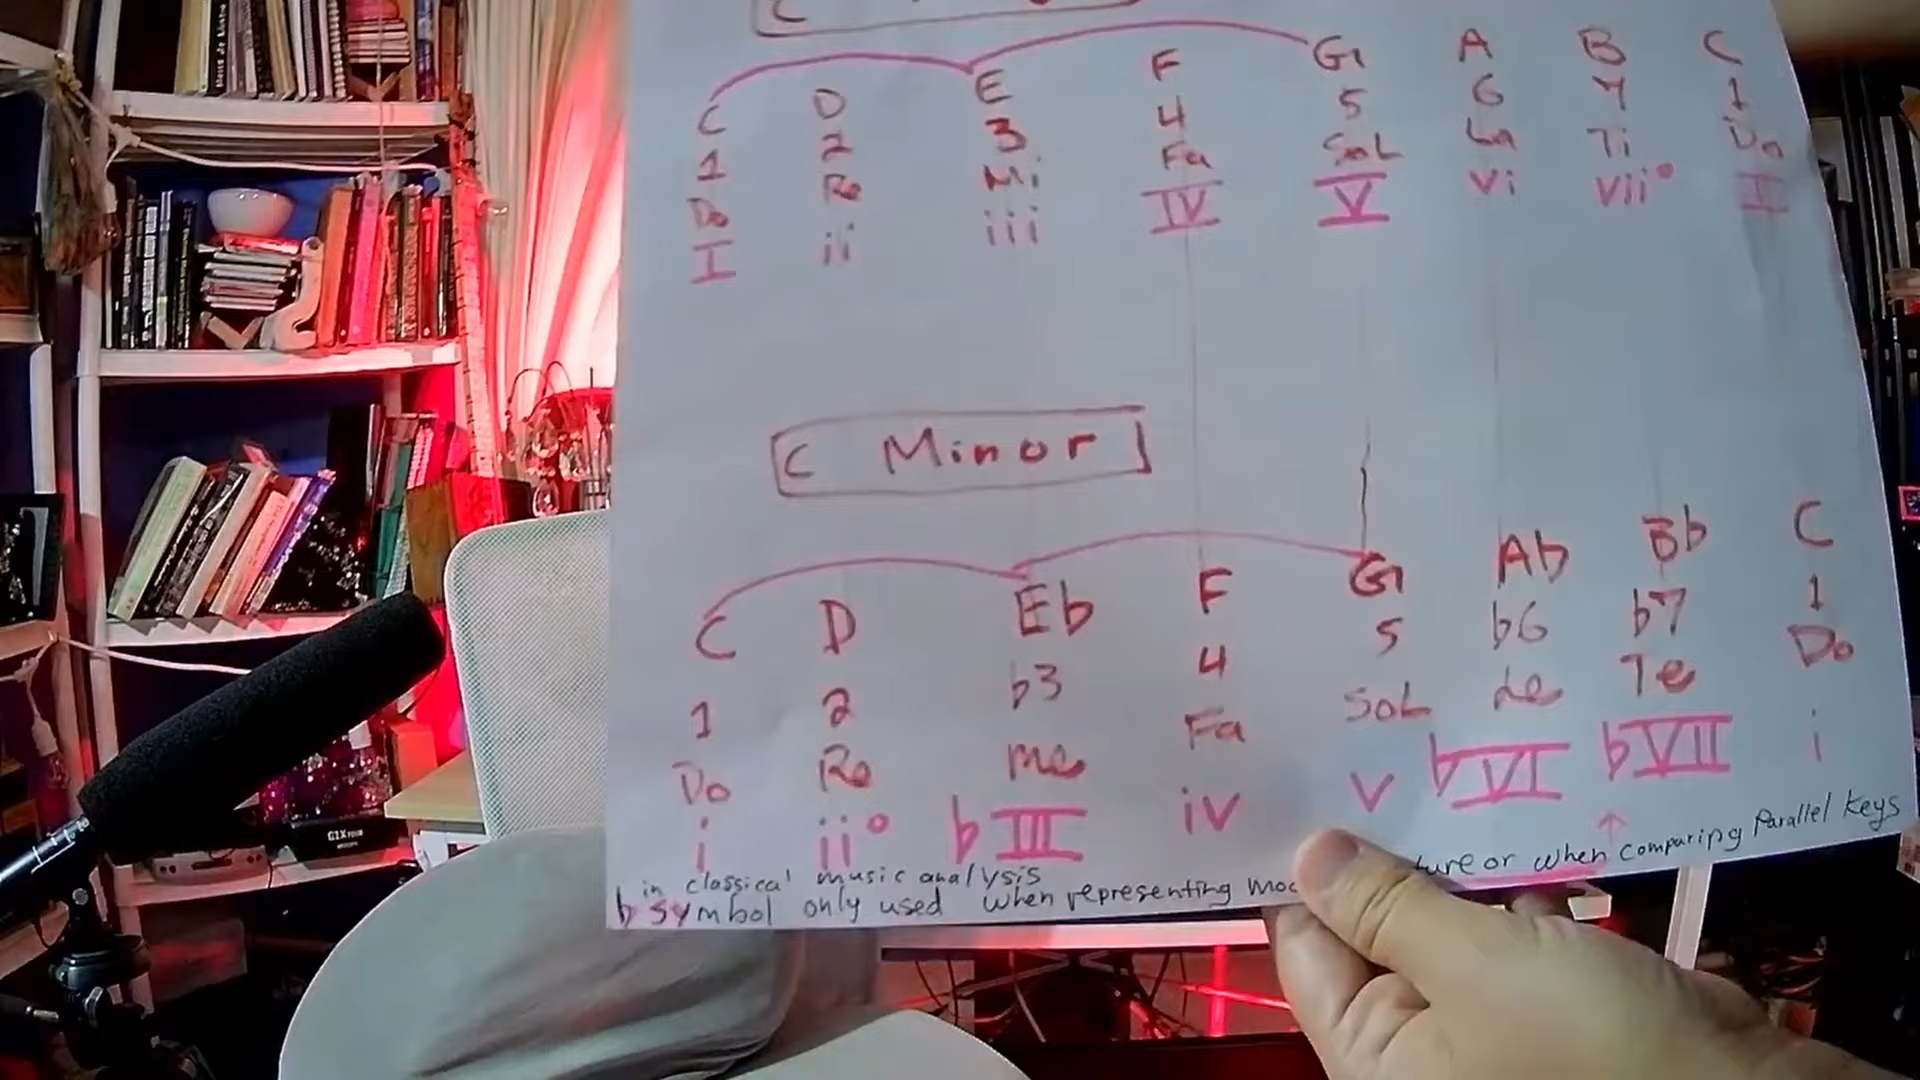 C
C D E F G A B C
1 2 3 4 5 6 7 1
Do Re Mi Fa SoL La Ti Do
I ii iii IV V vi vii° I
C Minor
C D Eb F G Ab Bb C
1 2 b3 4 5 b6 b7 1
Do Re me Fa SoL Le Te Do
i ii° bIII iv v bVI bVII i
in classical music analysis
b symbol only used when representing ture or when comparing Parallel Keys